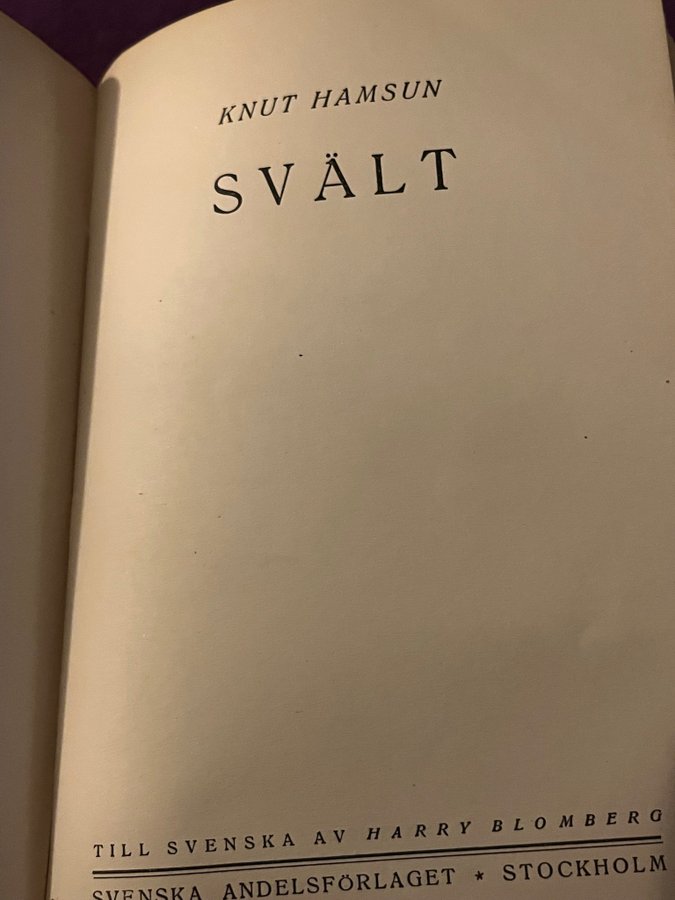 KNUT HAMSUN
SVÄLT
TILL SVENSKA AV HARRY BLOMBERG
SVENSKA ANDELSFÖRLAGET ★ STOCKHOLM